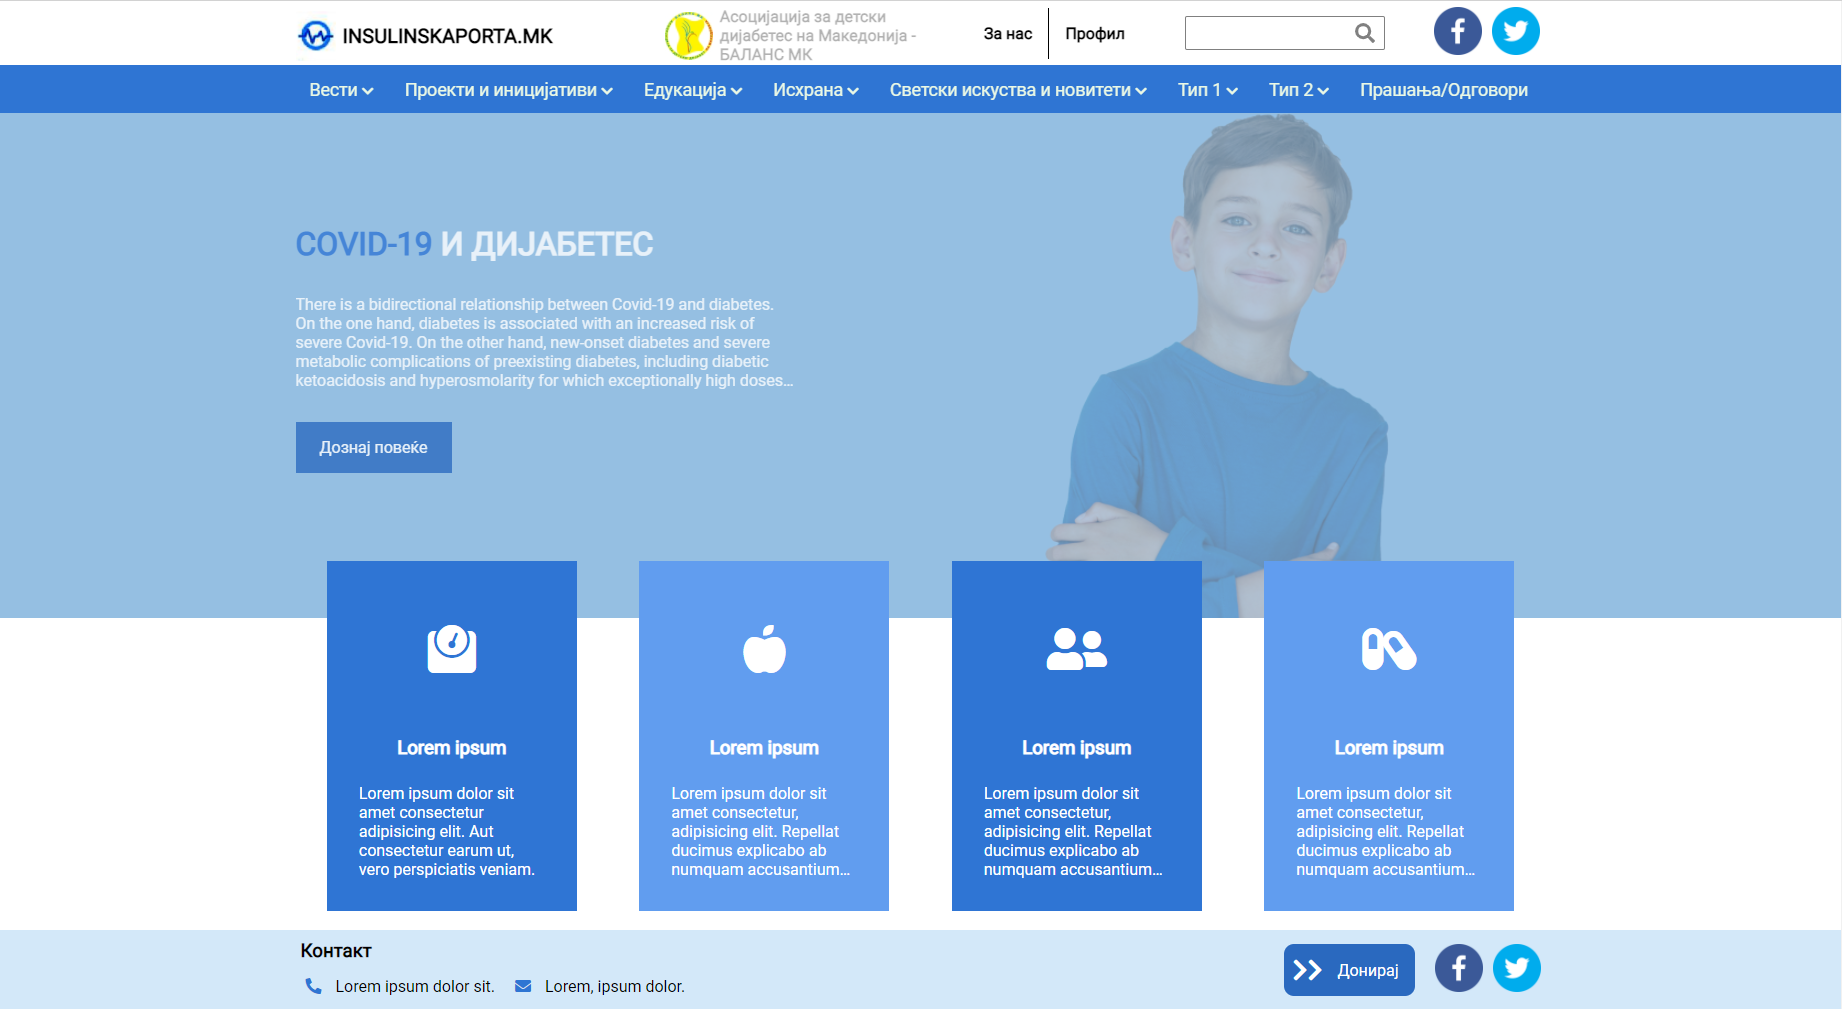 INSULINSKAPORTA.MK
Асоцијација за детски
дијабетес на Македонија -
БАЛАНС МК
За нас
Профил
Вести
Проекти и иницијативи
Едукација
Исхрана
Светски искуства и новитети
Тип 1
Тип 2
Прашања/Одговори
COVID-19 И ДИЈАБЕТЕС
There is a bidirectional relationship between Covid-19 and diabetes.
On the one hand, diabetes is associated with an increased risk of
severe Covid-19. On the other hand, new-onset diabetes and severe
metabolic complications of preexisting diabetes, including diabetic
ketoacidosis and hyperosmolarity for which exceptionally high doses...
Дознај повеќе
Lorem ipsum
Lorem ipsum dolor sit
amet consectetur
adipisicing elit. Aut
consectetur earum ut,
vero perspiciatis veniam.
Lorem ipsum
Lorem ipsum dolor sit
amet consectetur,
adipisicing elit. Repellat
ducimus explicabo ab
numquam accusantium...
Lorem ipsum
Lorem ipsum dolor sit
amet consectetur,
adipisicing elit. Repellat
ducimus explicabo ab
numquam accusantium...
Lorem ipsum
Lorem ipsum dolor sit
amet consectetur,
adipisicing elit. Repellat
ducimus explicabo ab
numquam accusantium...
Контакт
Lorem ipsum dolor sit.
Lorem, ipsum dolor.
Донирај